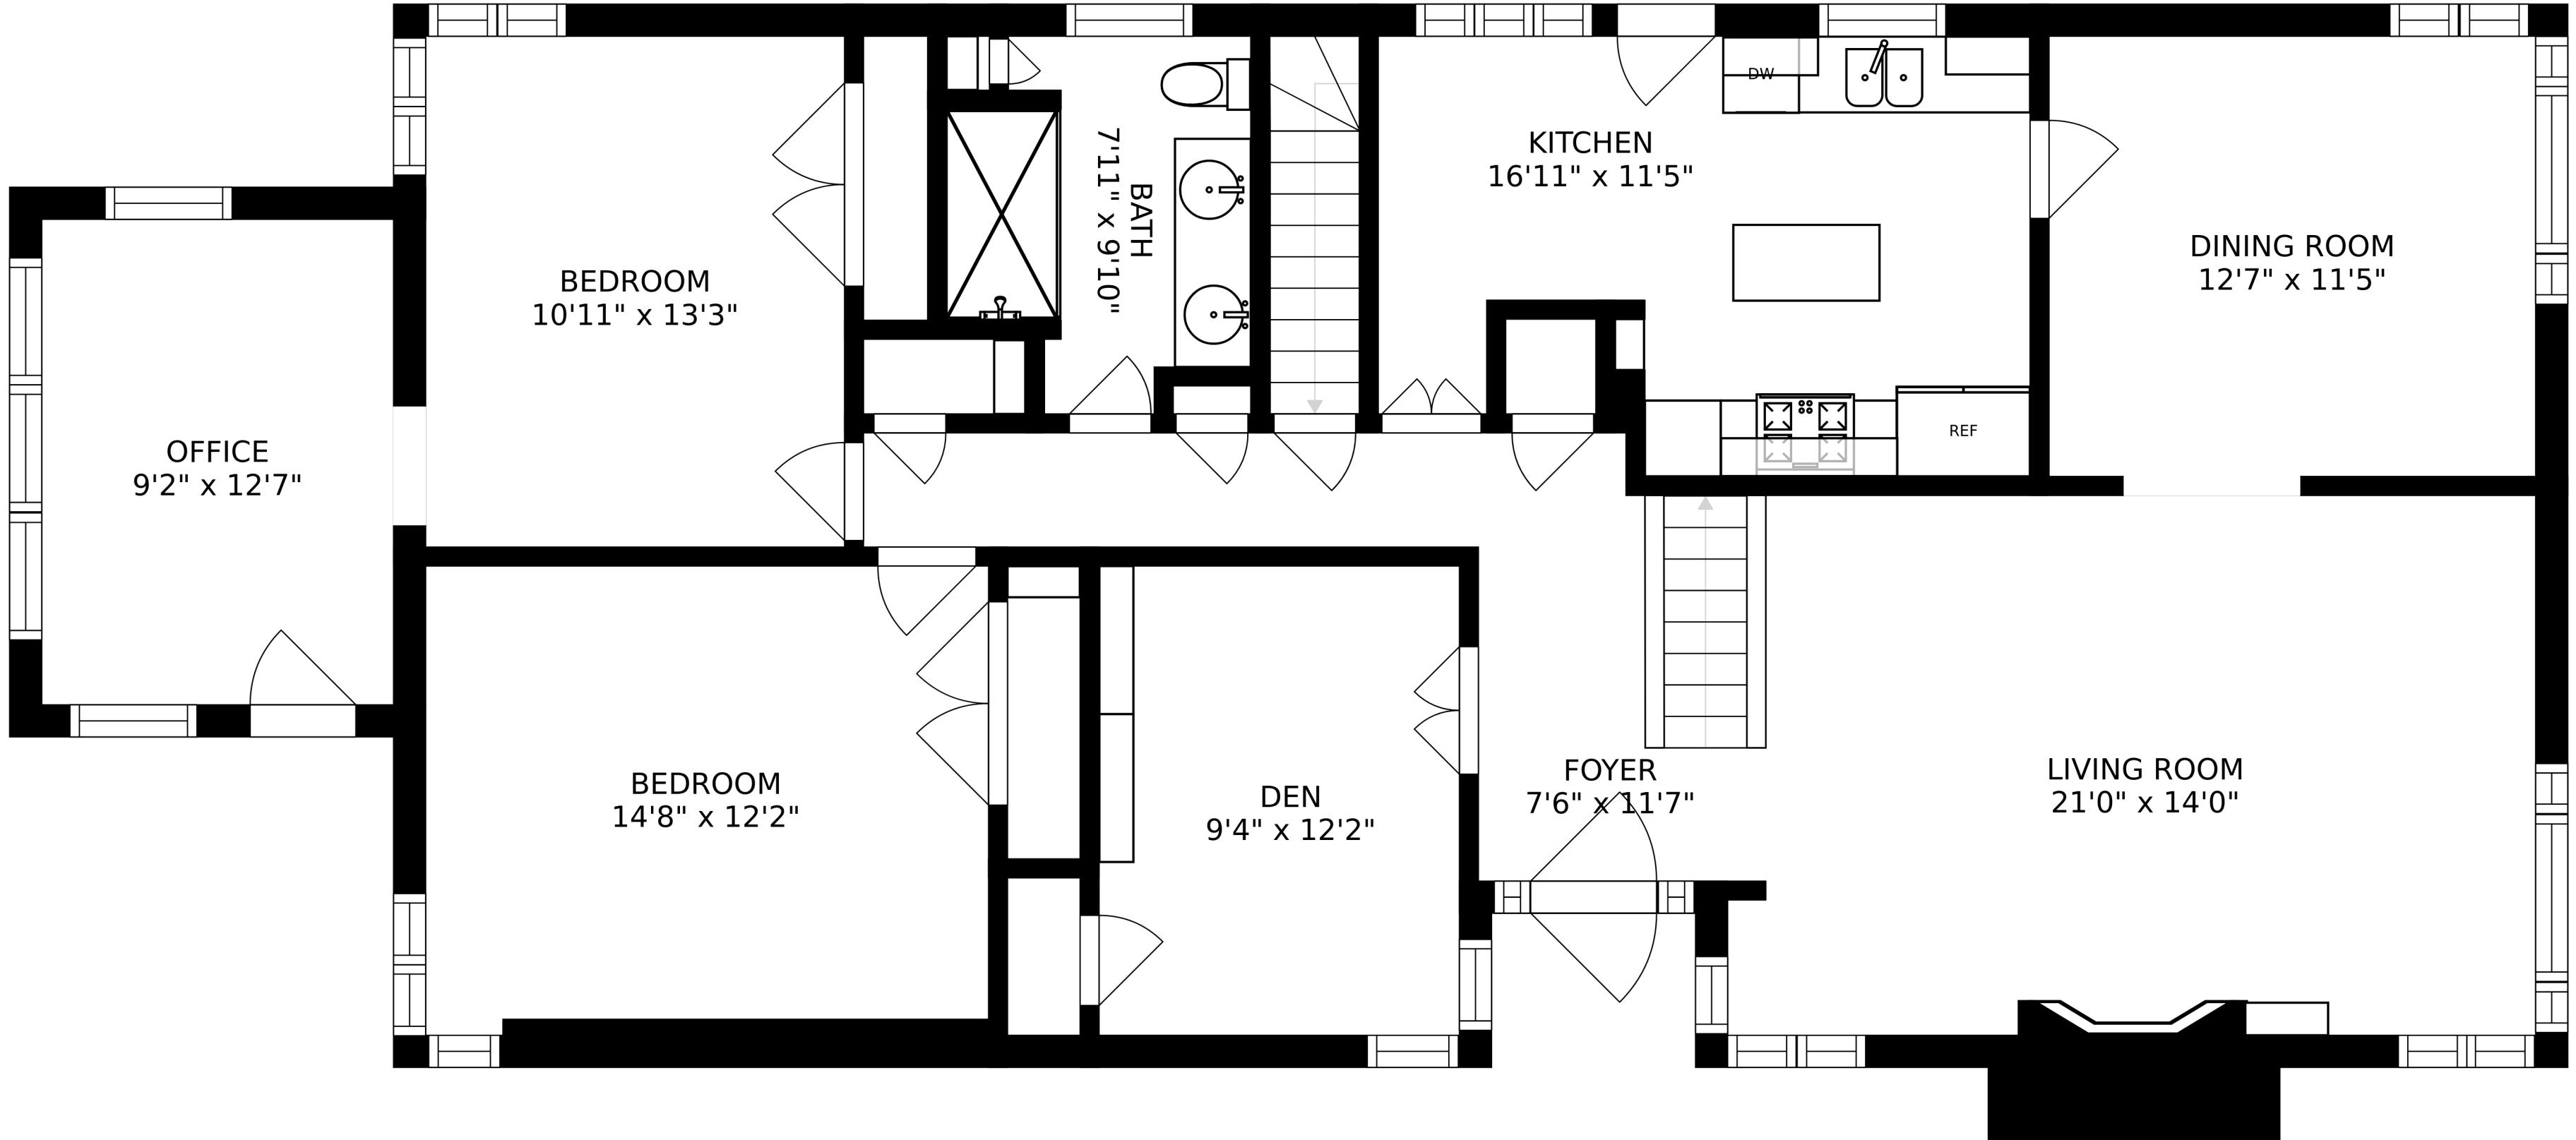 DW
KITCHEN
16'11" x 11'5"
BATH
7'11" x 9'10"
DINING ROOM
12'7" x 11'5"
BEDROOM
10'11" x 13'3"
REF
OFFICE
9'2" x 12'7"
BEDROOM
14'8" x 12'2"
DEN
9'4" x 12'2"
FOYER
7'6" x 11'7"
LIVING ROOM
21'0" x 14'0"